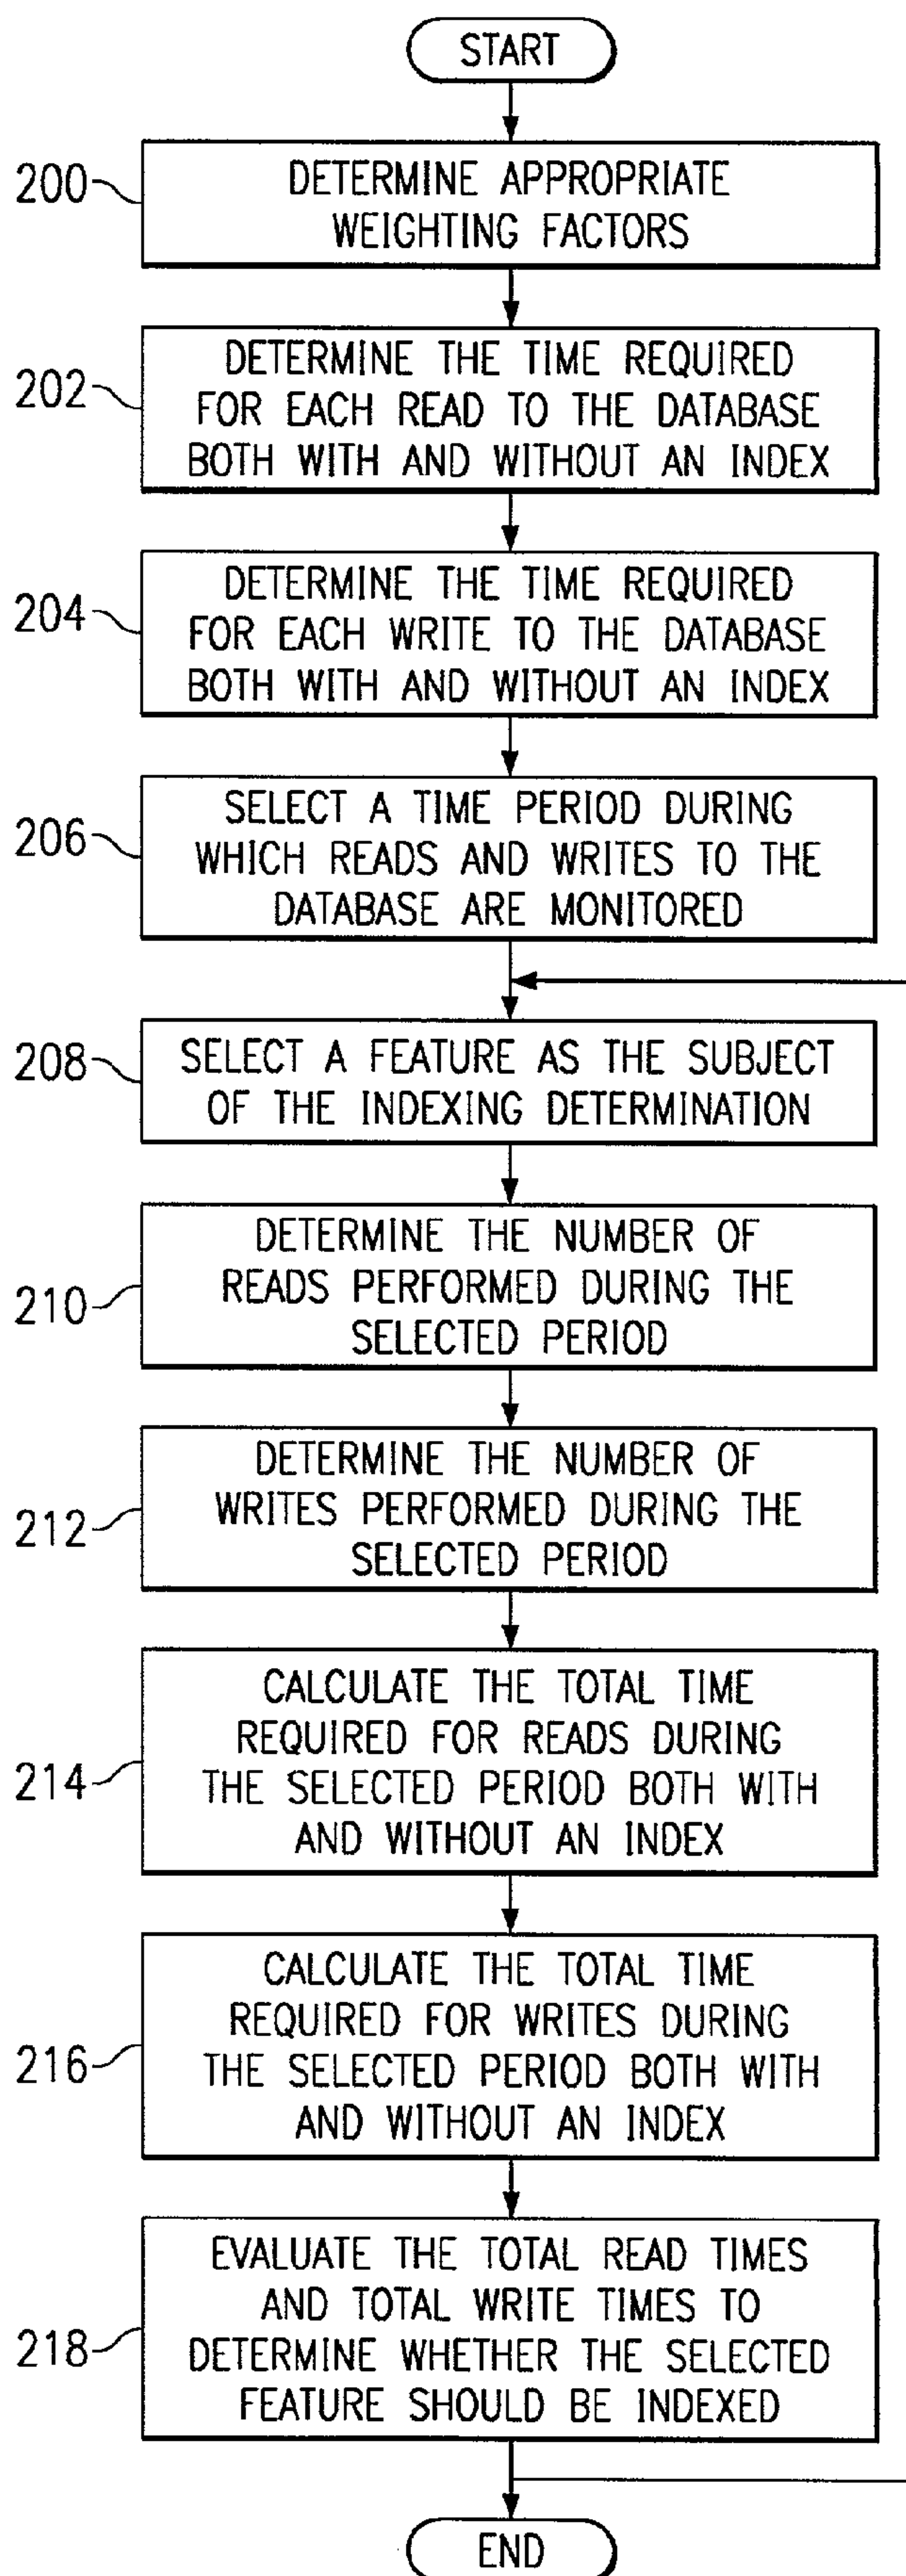 START
200
DETERMINE APPROPRIATE
WEIGHTING FACTORS
202
DETERMINE THE TIME REQUIRED
FOR EACH READ TO THE DATABASE
BOTH WITH AND WITHOUT AN INDEX
204
DETERMINE THE TIME REQUIRED
FOR EACH WRITE TO THE DATABASE
BOTH WITH AND WITHOUT AN INDEX
206
SELECT A TIME PERIOD DURING
WHICH READS AND WRITES TO THE
DATABASE ARE MONITORED
208
SELECT A FEATURE AS THE SUBJECT
OF THE INDEXING DETERMINATION
210
DETERMINE THE NUMBER OF
READS PERFORMED DURING THE
SELECTED PERIOD
212
DETERMINE THE NUMBER OF
WRITES PERFORMED DURING THE
SELECTED PERIOD
214
CALCULATE THE TOTAL TIME
REQUIRED FOR READS DURING
THE SELECTED PERIOD BOTH WITH
AND WITHOUT AN INDEX
216
CALCULATE THE TOTAL TIME
REQUIRED FOR WRITES DURING
THE SELECTED PERIOD BOTH WITH
AND WITHOUT AN INDEX
218
EVALUATE THE TOTAL READ TIMES
AND TOTAL WRITE TIMES TO
DETERMINE WHETHER THE SELECTED
FEATURE SHOULD BE INDEXED
END